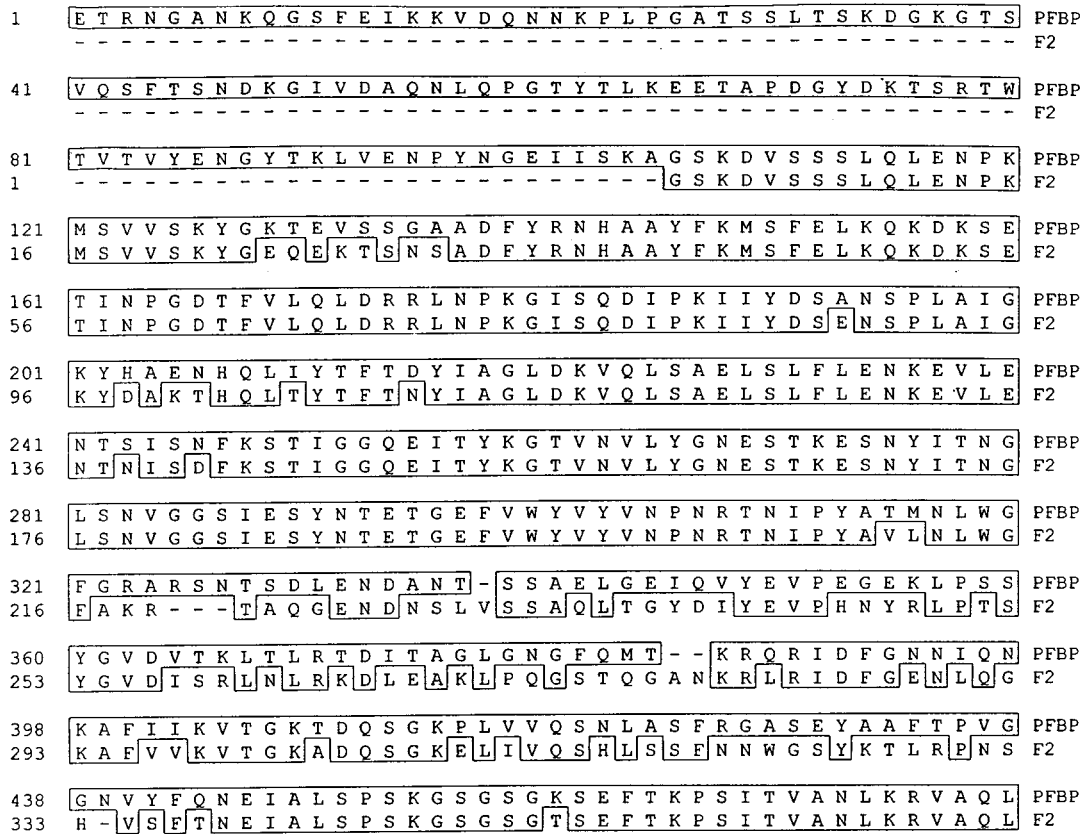 1 E T R N G A N K Q G S F E I K K V D Q N N K P L P G A T S S L T S K D G K G T S PFBP
- - - - - - - - - - - - - - - - - - - - - - - - - - - - - - - - - - - - - - - - F2
41 V Q S F T S N D K G I V D A Q N L Q P G T Y T L K E E T A P D G Y D K T S R T W PFBP
- - - - - - - - - - - - - - - - - - - - - - - - - - - - - - - - - - - - - - - - F2
81 T V T V Y E N G Y T K L V E N P Y N G E I I S K A G S K D V S S S L Q L E N P K PFBP
1 - - - - - - - - - - - - - - - - - - - - - - - - - G S K D V S S S L Q L E N P K F2
121 M S V V S K Y G K T E V S S G A A D F Y R N H A A Y F K M S F E L K Q K D K S E PFBP
16 M S V V S K Y G E Q E K T S N S A D F Y R N H A A Y F K M S F E L K Q K D K S E F2
161 T I N P G D T F V L Q L D R R L N P K G I S Q D I P K I I Y D S A N S P L A I G PFBP
56 T I N P G D T F V L Q L D R R L N P K G I S Q D I P K I I Y D S E N S P L A I G F2
201 K Y H A E N H Q L I Y T F T D Y I A G L D K V Q L S A E L S L F L E N K E V L E PFBP
96 K Y D A K T H Q L T Y T F T N Y I A G L D K V Q L S A E L S L F L E N K E V L E F2
241 N T S I S N F K S T I G G Q E I T Y K G T V N V L Y G N E S T K E S N Y I T N G PFBP
136 N T N I S D F K S T I G G Q E I T Y K G T V N V L Y G N E S T K E S N Y I T N G F2
281 L S N V G G S I E S Y N T E T G E F V W Y V Y V N P N R T N I P Y A T M N L W G PFBP
176 L S N V G G S I E S Y N T E T G E F V W Y V Y V N P N R T N I P Y A V L N L W G F2
321 F G R A R S N T S D L E N D A N T - S S A E L G E I Q V Y E V P E G E K L P S S PFBP
216 F A K R - - - T A Q G E N D N S L V S S A Q L T G Y D I Y E V P H N Y R L P T S F2
360 Y G V D V T K L T L R T D I T A G L G N G F Q M T - - K R Q R I D F G N N I Q N PFBP
253 Y G V D I S R L N L R K D L E A K L P Q G S T Q G A N K R L R I D F G E N L Q G F2
398 K A F I I K V T G K T D Q S G K P L V V Q S N L A S F R G A S E Y A A F T P V G PFBP
293 K A F V V K V T G K A D Q S G K E L I V Q S H L S S F N N W G S Y K T L R P N S F2
438 G N V Y F Q N E I A L S P S K G S G S G K S E F T K P S I T V A N L K R V A Q L PFBP
333 H - V S F T N E I A L S P S K G S G S G T S E F T K P S I T V A N L K R V A Q L F2